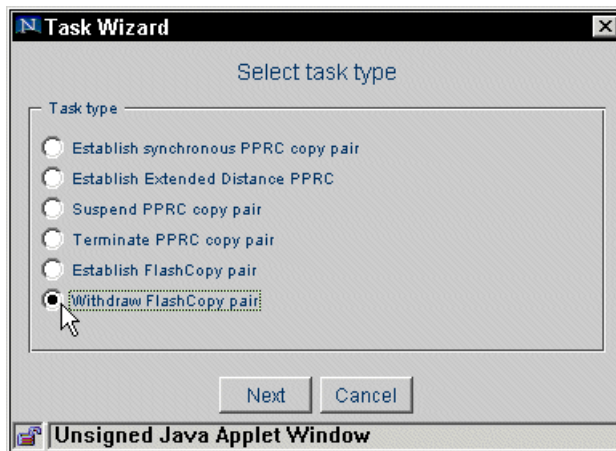 Task Wizard
Select task type
Task type
Establish synchronous PPRC copy pair
Establish Extended Distance PPRC
Suspend PPRC copy pair
Terminate PPRC copy pair
Establish FlashCopy pair
Withdraw FlashCopy pair
Next Cancel
Unsigned Java Applet Window